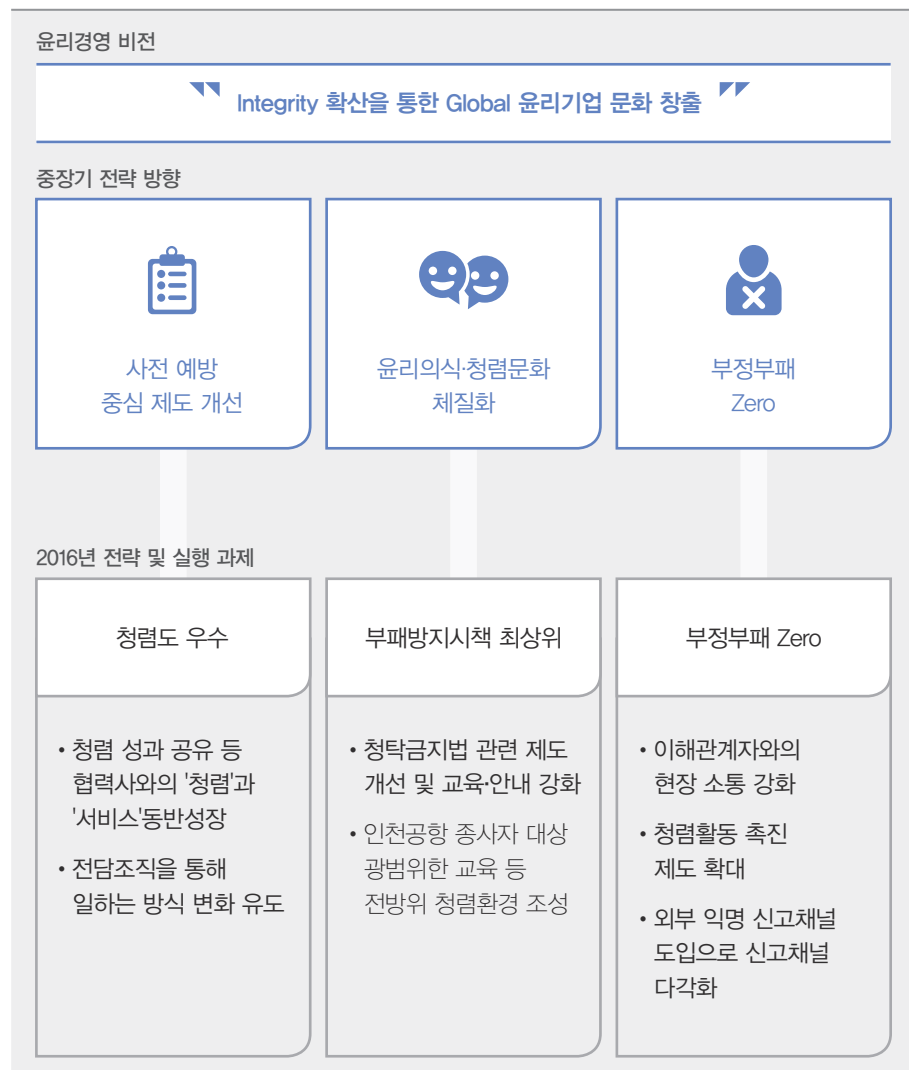 윤리경영 비전
Integrity 확산을 통한 Global 윤리기업 문화 창출
중장기 전략 방향
사전 예방
중심 제도 개선
윤리의식·청렴문화
체질화
부정부패
Zero
2016년 전략 및 실행 과제
청렴도 우수
• 청렴 성과 공유 등
협력사와의 '청렴'과
'서비스'동반성장
• 전담조직을 통해
일하는 방식 변화 유도
부패방지시책 최상위
• 청탁금지법 관련 제도
개선 및 교육·안내 강화
• 인천공항 종사자 대상
광범위한 교육 등
전방위 청렴환경 조성
부정부패 Zero
• 이해관계자와의
현장 소통 강화
• 청렴활동 촉진
제도 확대
• 외부 익명 신고채널
도입으로 신고채널
다각화